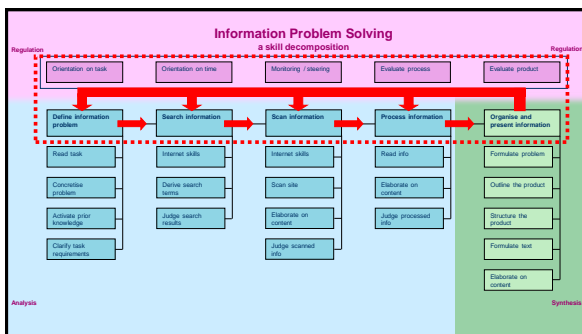 Information Problem Solving
a skill decomposition
Regulation
Regulation
Orientation on task
Orientation on time
Monitoring / steering
Evaluate process
Evaluate product
Define information
problem
Search information
Scan information
Process information
Organise and
present information
Read task
Internet skills
Internet skills
Read info
Formulate problem
Concretise
problem
Derive search
terms
Scan site
Elaborate on
content
Outline the product
Activate prior
knowledge
Judge search
results
Elaborate on
content
Judge processed
info
Structure the
product
Clarify task
requirements
Judge scanned
info
Formulate text
Elaborate on
content
Analysis
Synthesis